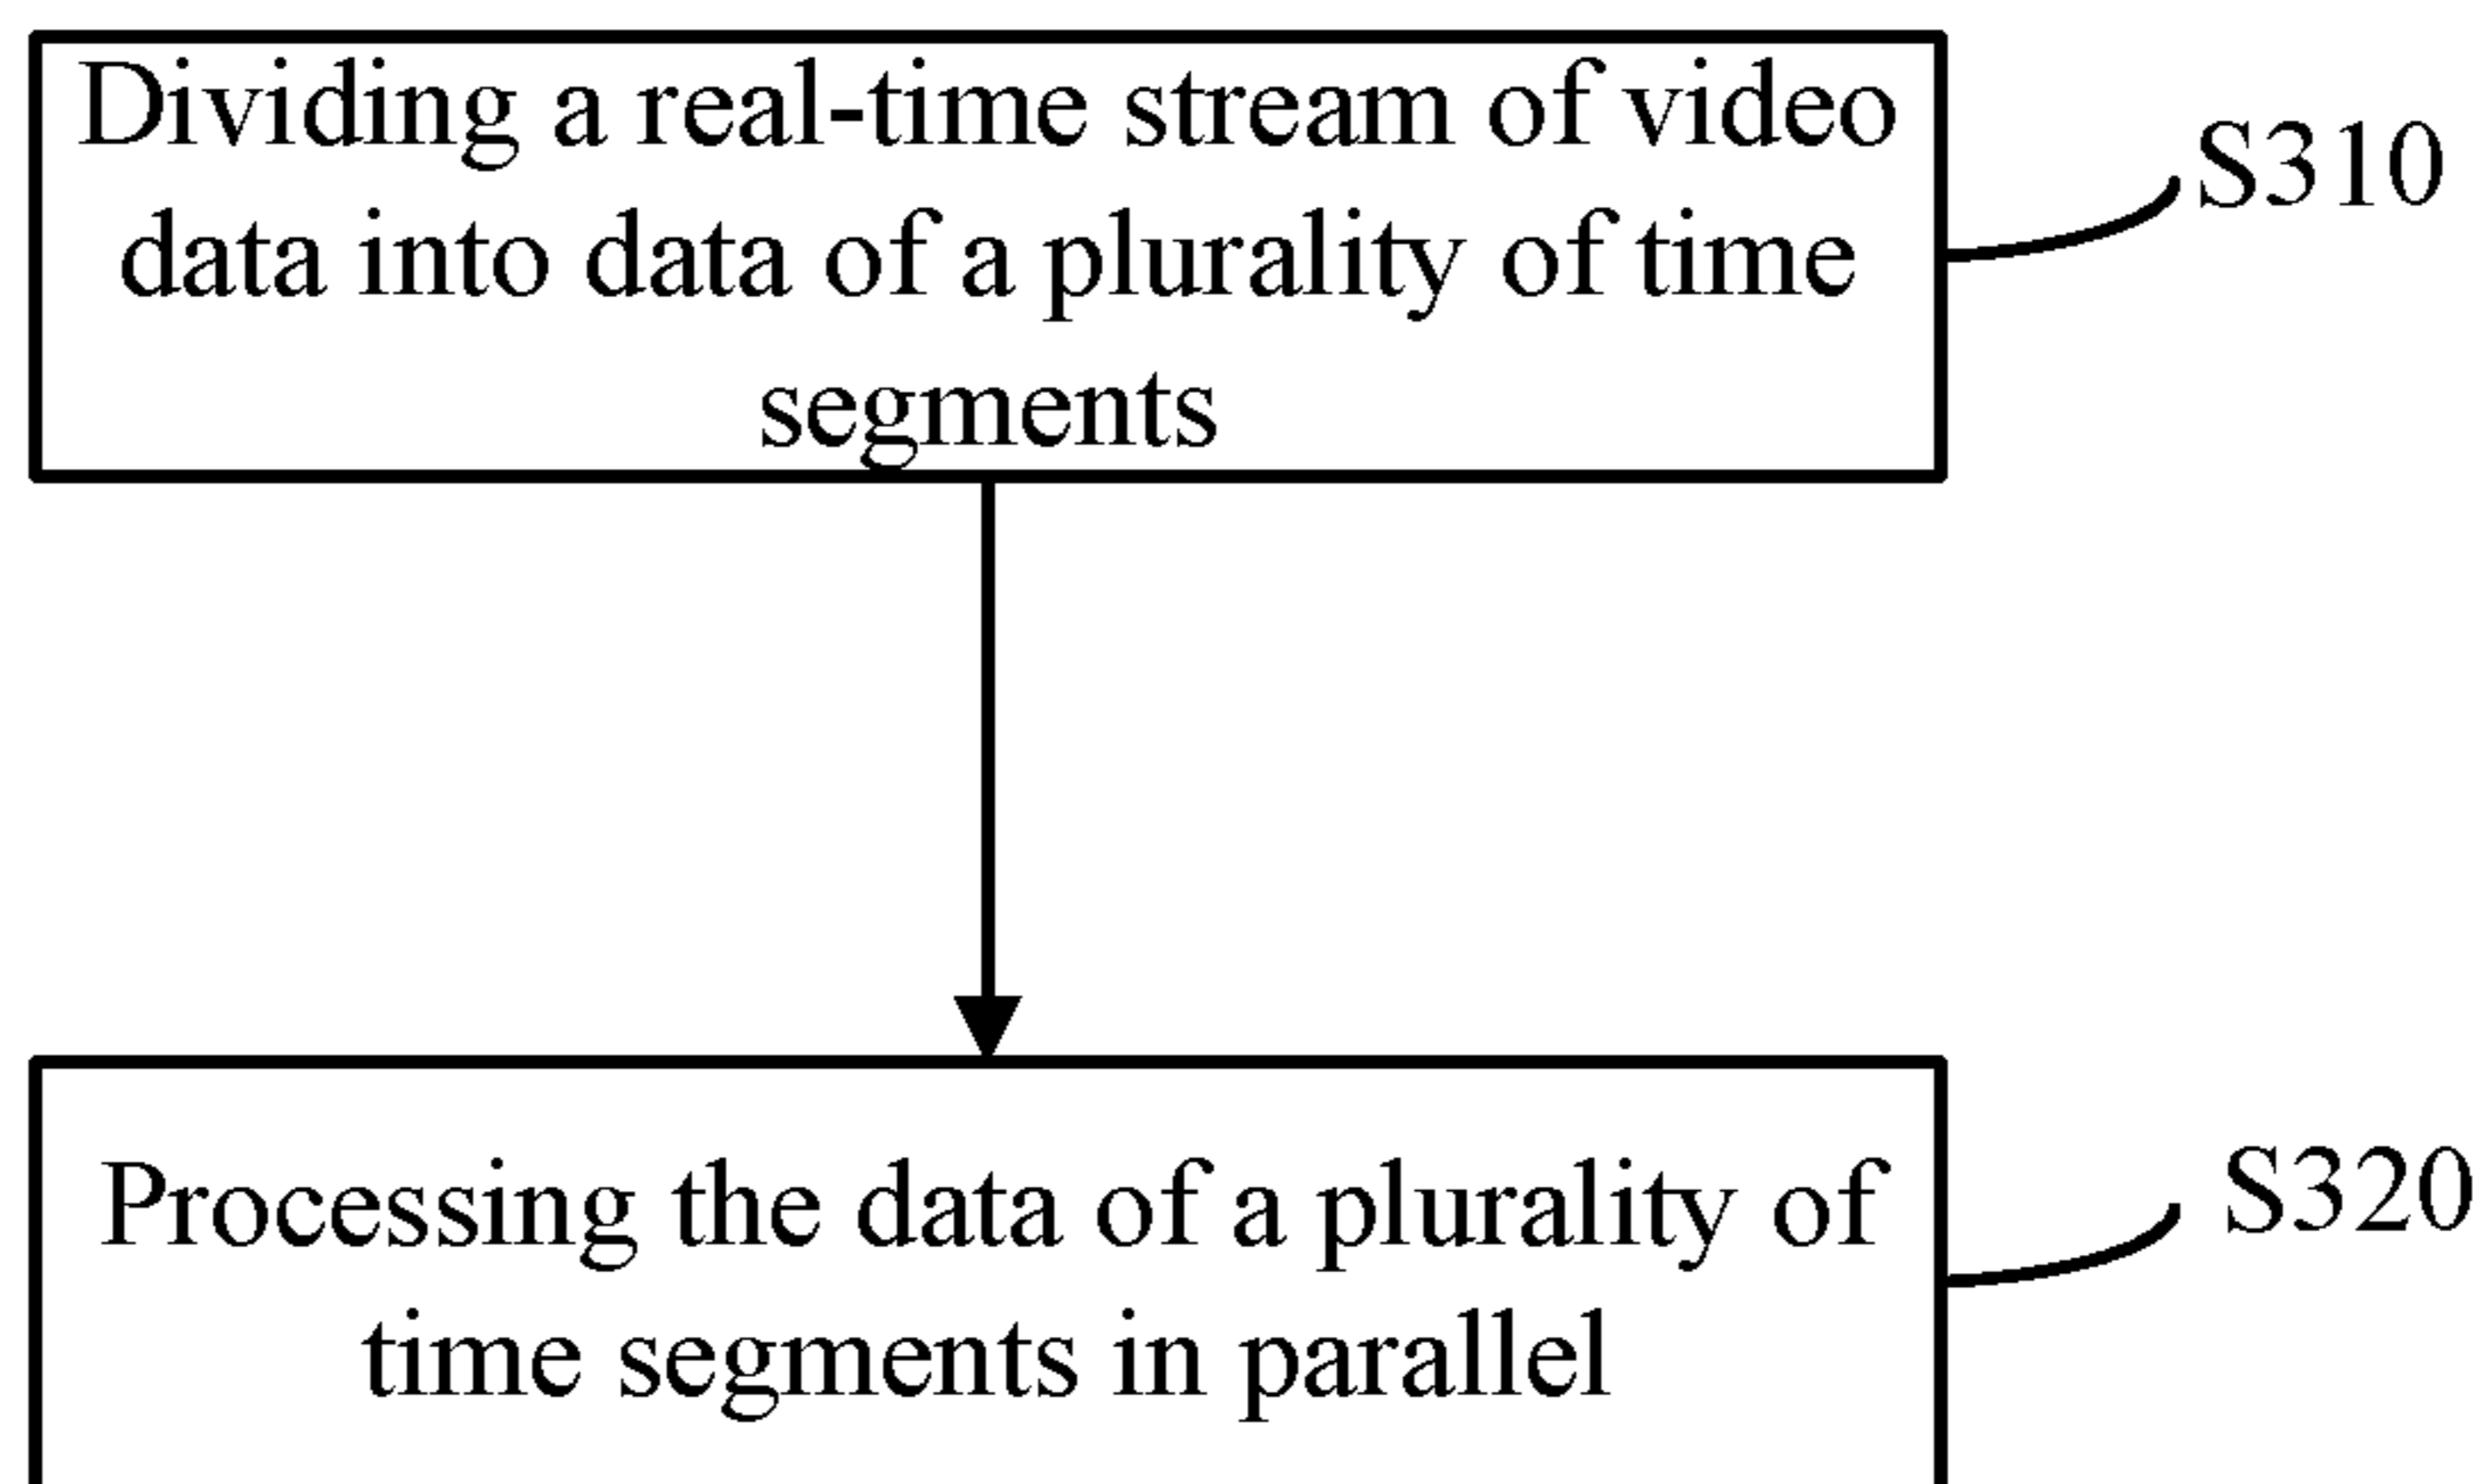 Dividing a real-time stream of video
data into data of a plurality of time
segments
S310
Processing the data of a plurality of
time segments in parallel
S320